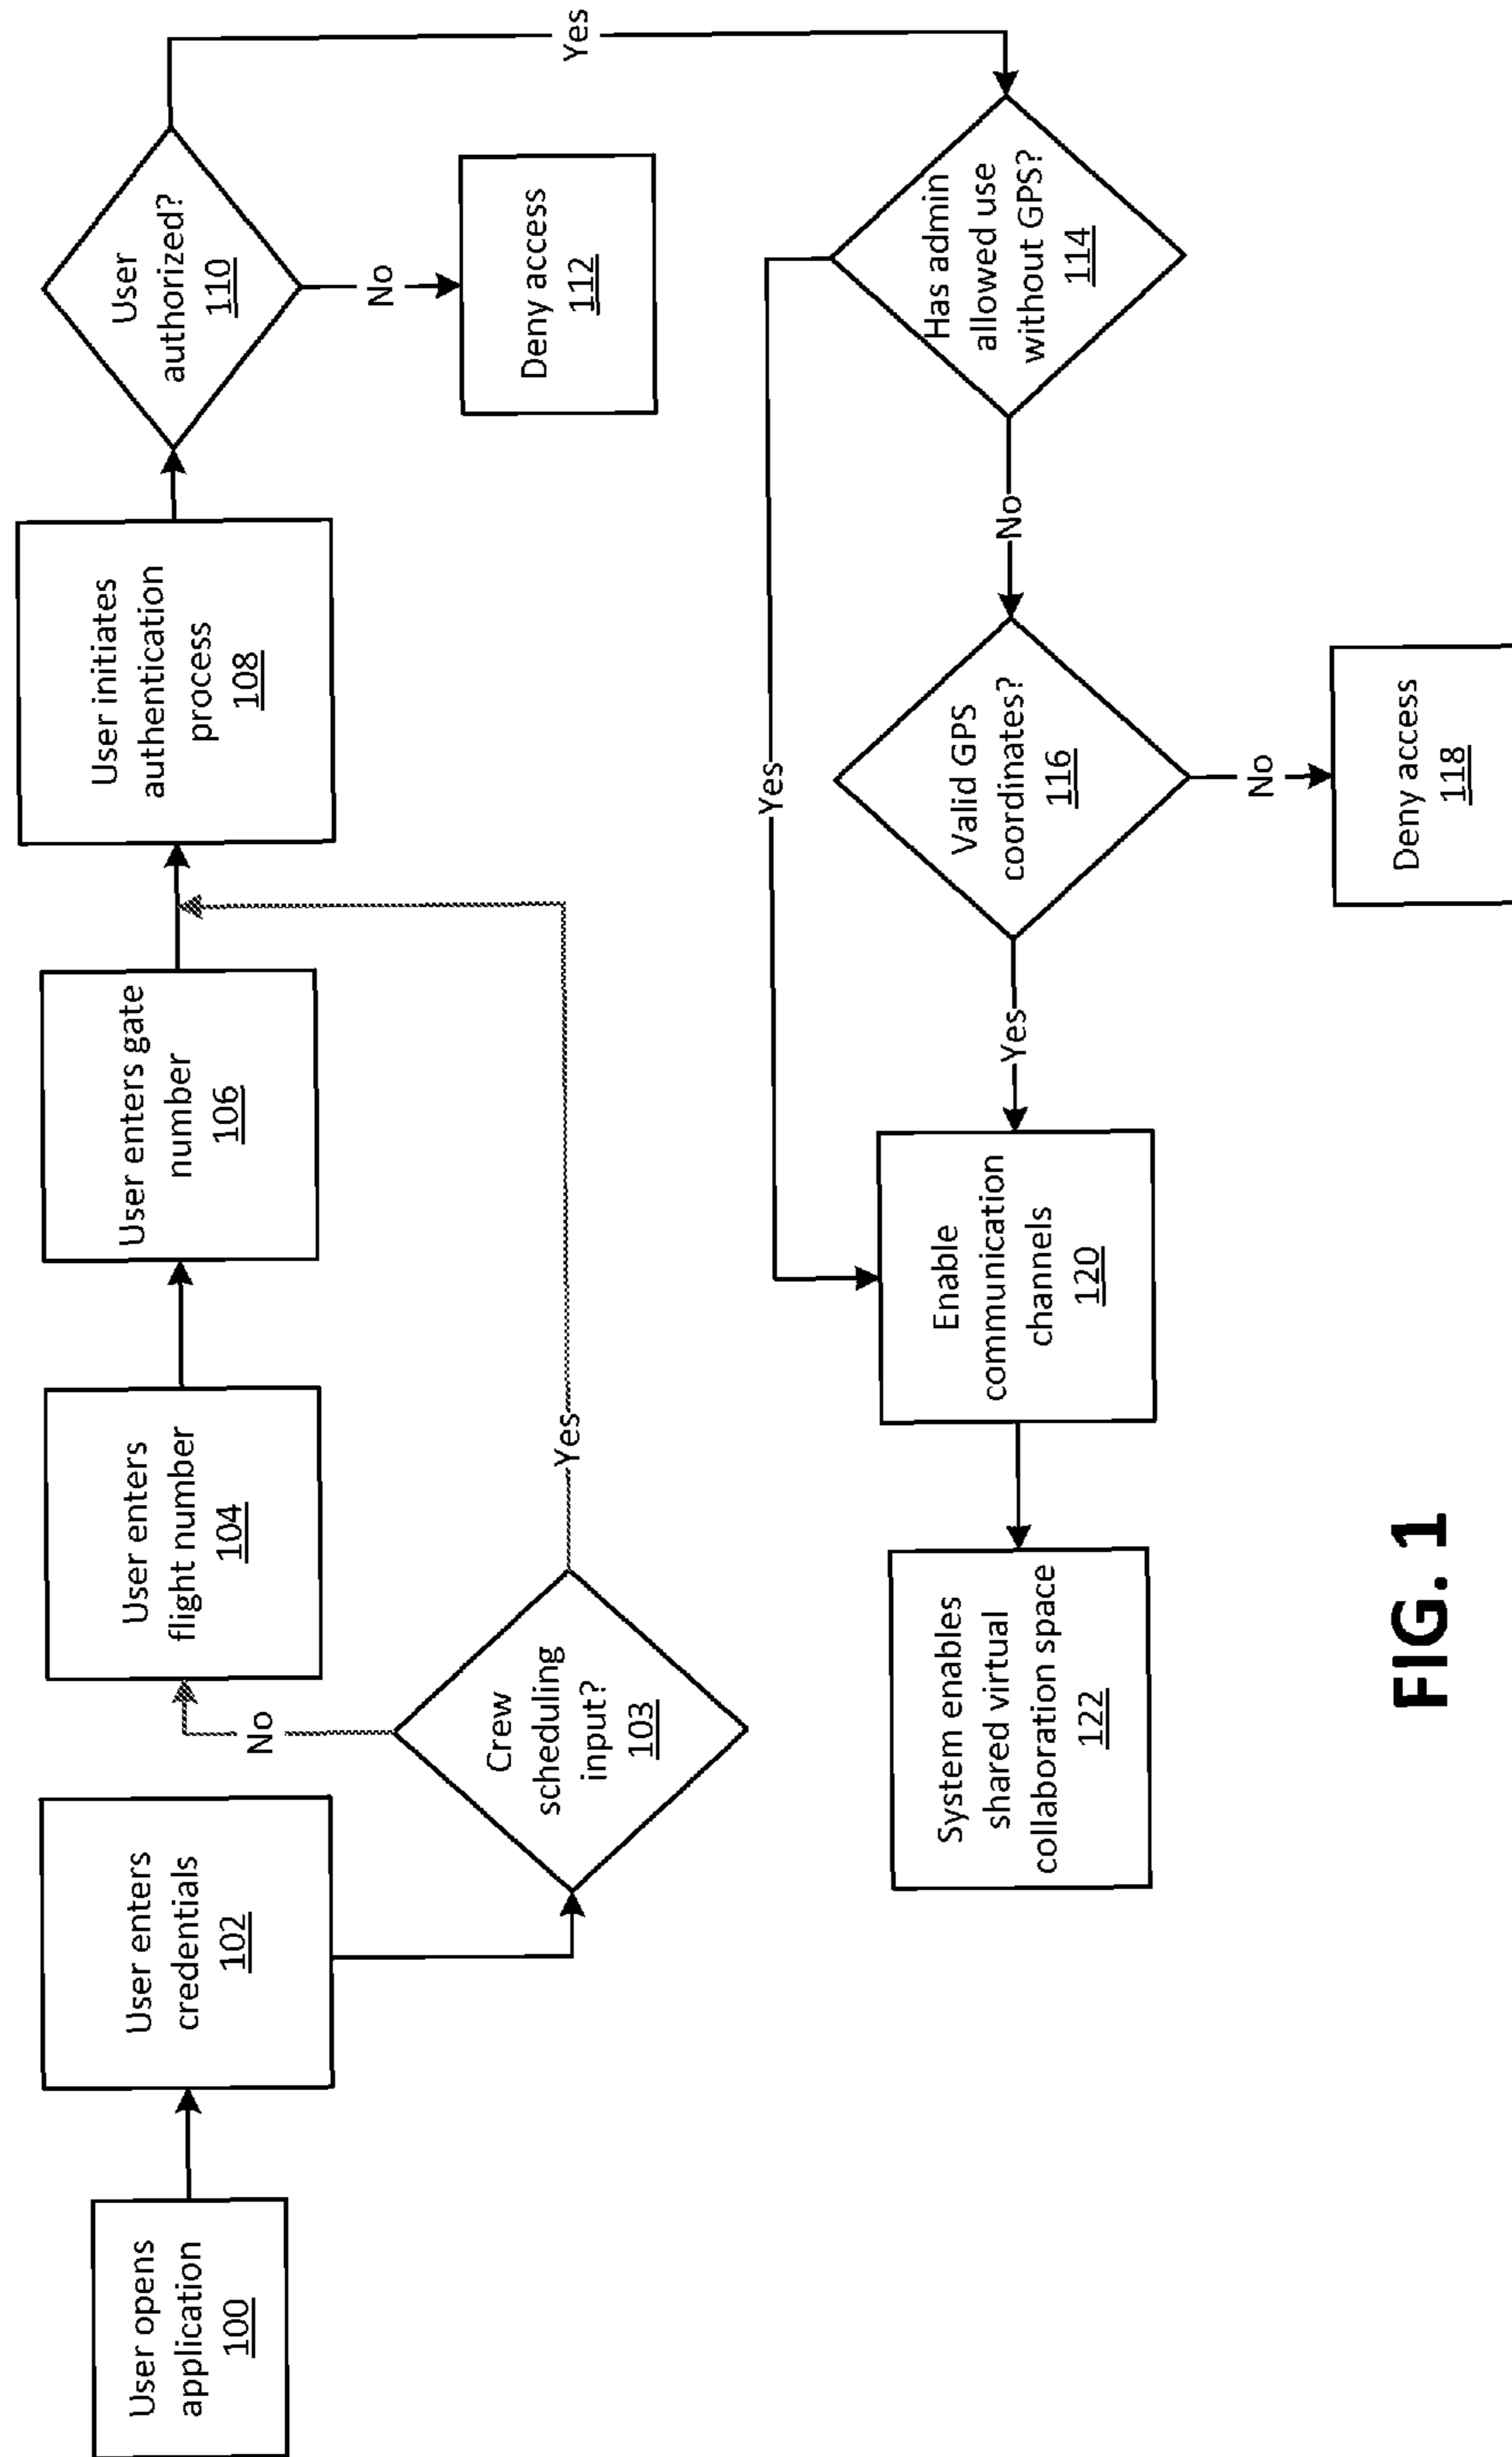 User opens
application
100
User enters
credentials
102
Crew
scheduling
input?
103
No
Yes
User enters
flight number
104
User enters gate
number
106
User initiates
authentication
process
108
User
authorized?
110
No
Deny access
112
Yes
Has admin
allowed use
without GPS?
114
Yes
No
Valid GPS
coordinates?
116
No
Deny access
118
Yes
Enable
communication
channels
120
System enables
shared virtual
collaboration space
122
FIG. 1